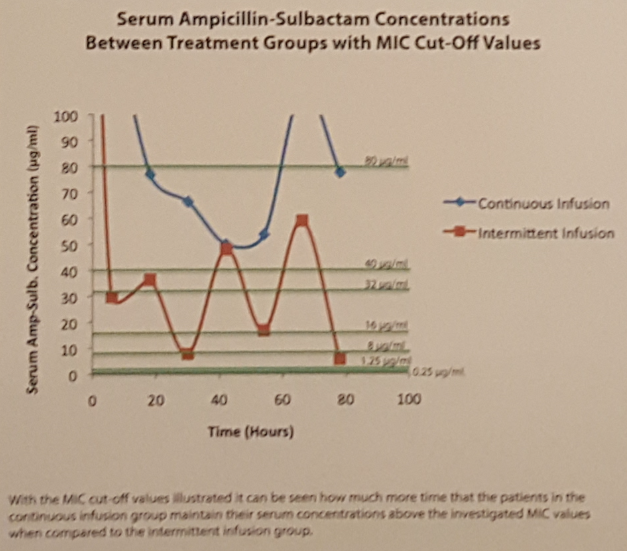 Serum Ampicillin-Sulbactam Concentrations
Between Treatment Groups with MIC Cut-Off Values
Serum Amp-Sulb. Concentration (µg/ml)
100
90
80
70
60
50
40
30
20
10
0
80 µg/ml
40 µg/ml
32 µg/ml
16 µg/ml
8 µg/ml
1.25 µg/ml
0.25 µg/ml
0 20 40 60 80 100
Time (Hours)
Continuous Infusion
Intermittent Infusion
With the MIC cut-off values illustrated it can be seen how much more time that the patients in the
continuous infusion group maintain their serum concentrations above the investigated MIC values
when compared to the intermittent infusion group.